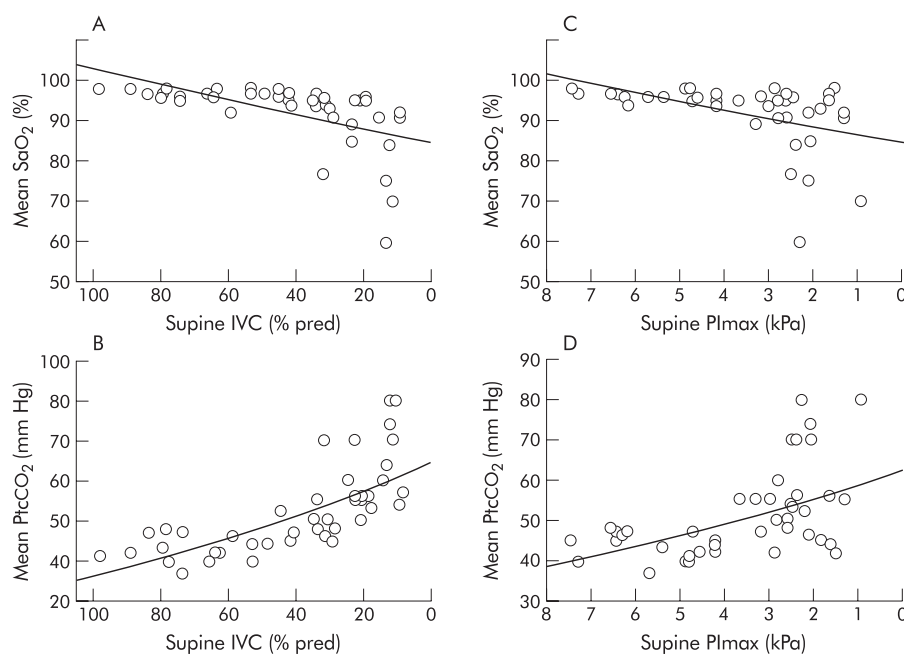 A
Mean SaO2 (%)
100
90
80
70
60
50
100 80 60 40 20 0
Supine IVC (% pred)
C
Mean SaO2 (%)
100
90
80
70
60
50
8 7 6 5 4 3 2 1 0
Supine PImax (kPa)
B
Mean PtcCO2 (mm Hg)
100
80
70
60
50
40
20
100 80 60 40 20 0
Supine IVC (% pred)
D
Mean PtcCO2 (mm Hg)
90
80
70
60
50
40
30
8 7 6 5 4 3 2 1 0
Supine PImax (kPa)